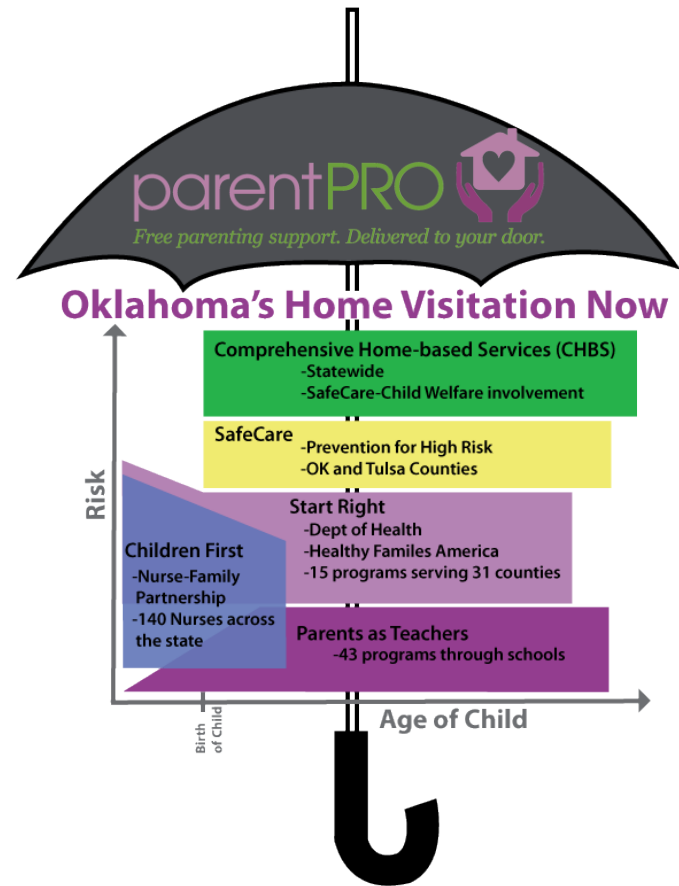 parentPRO
Free parenting support. Delivered to your door.
Oklahoma's Home Visitation Now
Comprehensive Home-based Services (CHBS)
-Statewide
-SafeCare-Child Welfare involvement
SafeCare
-Prevention for High Risk
-OK and Tulsa Counties
Risk
Start Right
-Dept of Health
-Healthy Familes America
-15 programs serving 31 counties
Children First
-Nurse-Family
Partnership
-140 Nurses across
the state
Parents as Teachers
-43 programs through schools
Birth
of Child
Age of Child